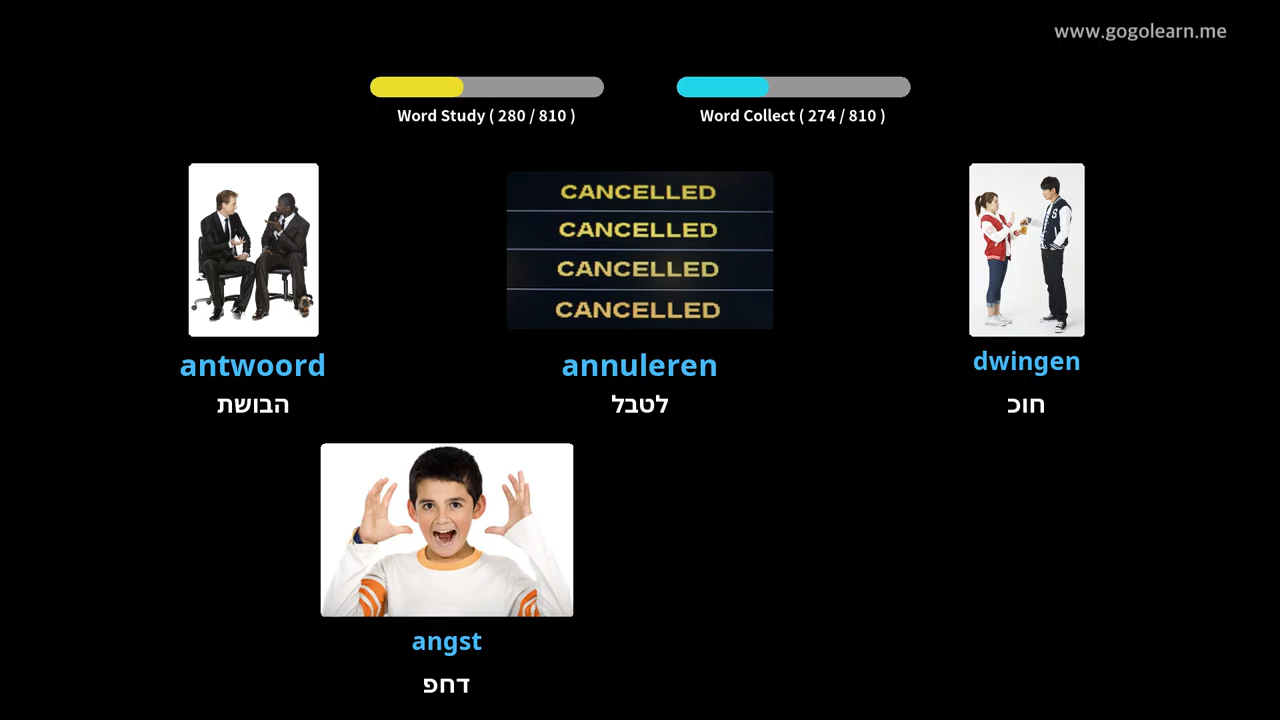 www.gogolearn.me
Word Study ( 280 / 810 )
Word Collect ( 274 / 810 )
CANCELLED
CANCELLED
CANCELLED
CANCELLED
S
antwoord
annuleren
dwingen
הבושת
לטבל
חוכ
angst
דחפ